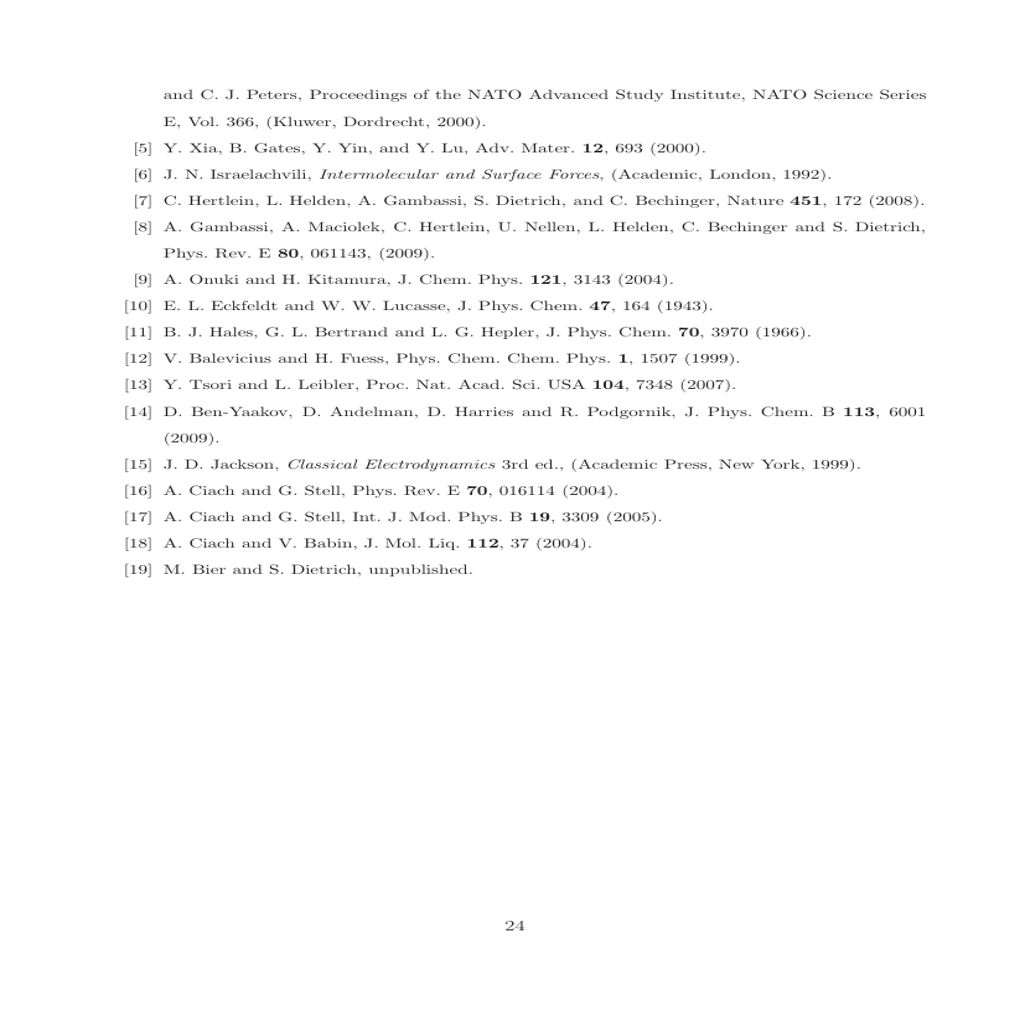 and C. J. Peters, Proceedings of the NATO Advanced Study Institute, NATO Science Series
E, Vol. 366, (Kluwer, Dordrecht, 2000).
[5] Y. Xia, B. Gates, Y. Yin, and Y. Lu, Adv. Mater. 12, 693 (2000).
[6] J. N. Israelachvili, Intermolecular and Surface Forces, (Academic, London, 1992).
[7] C. Hertlein, L. Helden, A. Gambassi, S. Dietrich, and C. Bechinger, Nature 451, 172 (2008).
[8] A. Gambassi, A. Maciolek, C. Hertlein, U. Nellen, L. Helden, C. Bechinger and S. Dietrich,
Phys. Rev. E 80, 061143, (2009).
[9] A. Onuki and H. Kitamura, J. Chem. Phys. 121, 3143 (2004).
[10] E. L. Eckfeldt and W. W. Lucasse, J. Phys. Chem. 47, 164 (1943).
[11] B. J. Hales, G. L. Bertrand and L. G. Hepler, J. Phys. Chem. 70, 3970 (1966).
[12] V. Balevicius and H. Fuess, Phys. Chem. Chem. Phys. 1, 1507 (1999).
[13] Y. Tsori and L. Leibler, Proc. Nat. Acad. Sci. USA 104, 7348 (2007).
[14] D. Ben-Yaakov, D. Andelman, D. Harries and R. Podgornik, J. Phys. Chem. B 113, 6001
(2009).
[15] J. D. Jackson, Classical Electrodynamics 3rd ed., (Academic Press, New York, 1999).
[16] A. Ciach and G. Stell, Phys. Rev. E 70, 016114 (2004).
[17] A. Ciach and G. Stell, Int. J. Mod. Phys. B 19, 3309 (2005).
[18] A. Ciach and V. Babin, J. Mol. Liq. 112, 37 (2004).
[19] M. Bier and S. Dietrich, unpublished.
24